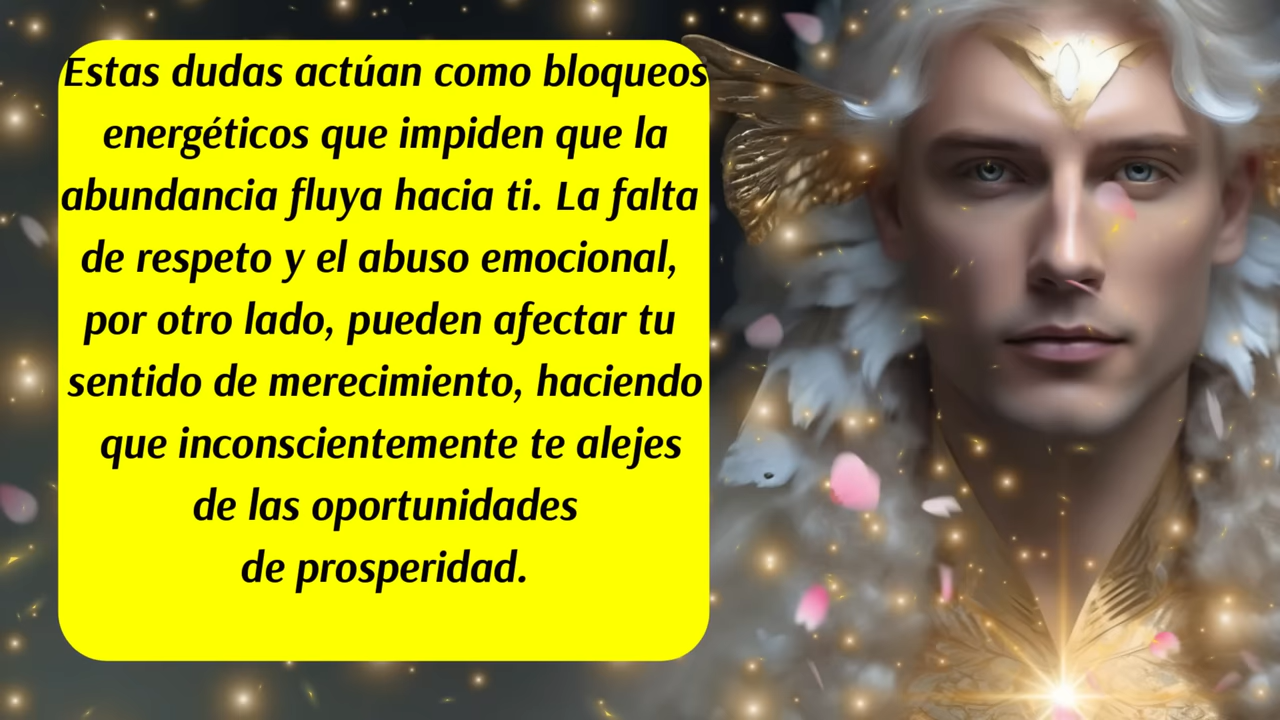 Estas dudas actúan como bloqueos
energéticos que impiden que la
abundancia fluya hacia ti. La falta
de respeto y el abuso emocional,
por otro lado, pueden afectar tu
sentido de merecimiento, haciendo
que inconscientemente te alejes
de las oportunidades
de prosperidad.